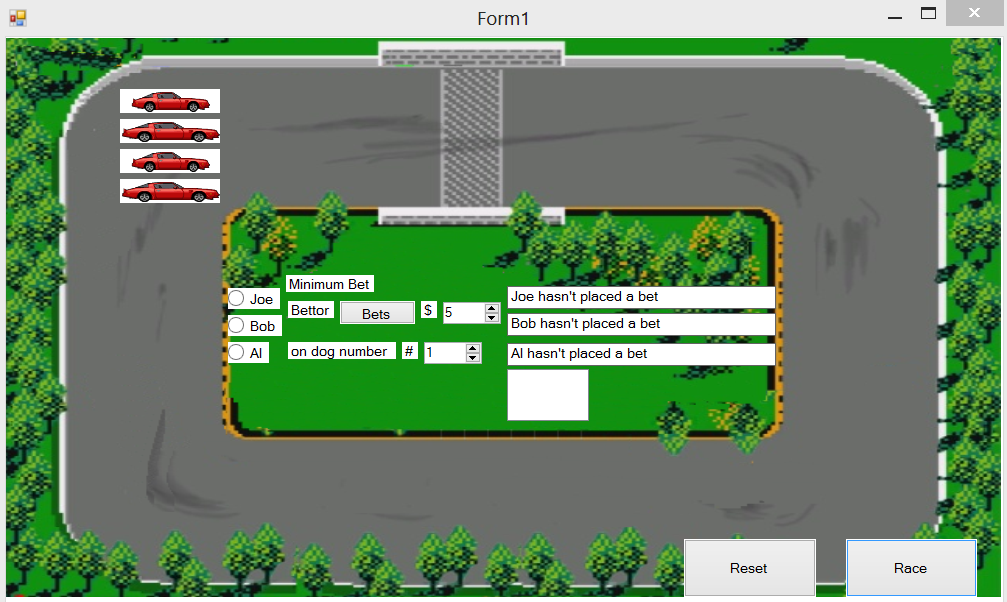 Form1
Minimum Bet
Joe
Bettor
Bets
$
5
Joe hasn't placed a bet
Bob
Bob hasn't placed a bet
Al
on dog number
#
1
Al hasn't placed a bet
Reset
Race